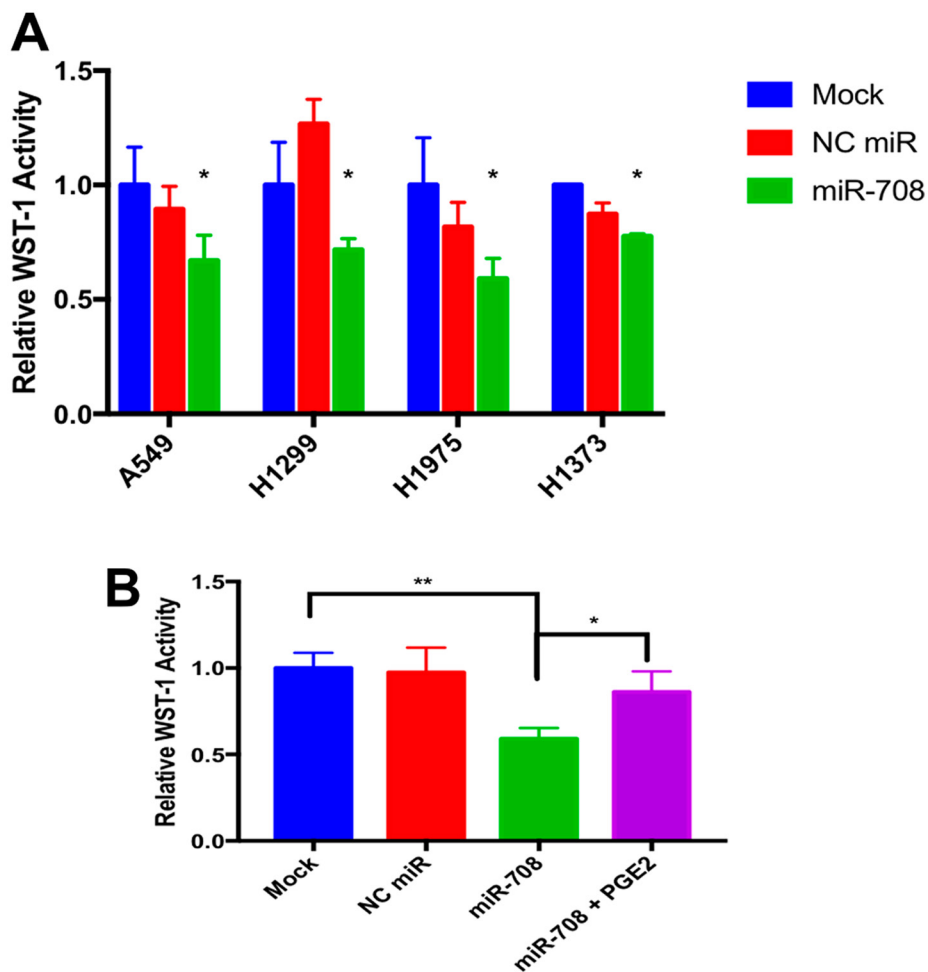 A
Relative WST-1 Activity
1.5
1.0
0.5
0.0
* * * *
A549 H1299 H1975 H1373
Mock
NC miR
miR-708
B
Relative WST-1 Activity
1.5
1.0
0.5
0.0
**
*
Mock NC miR miR-708 miR-708 + PGE2